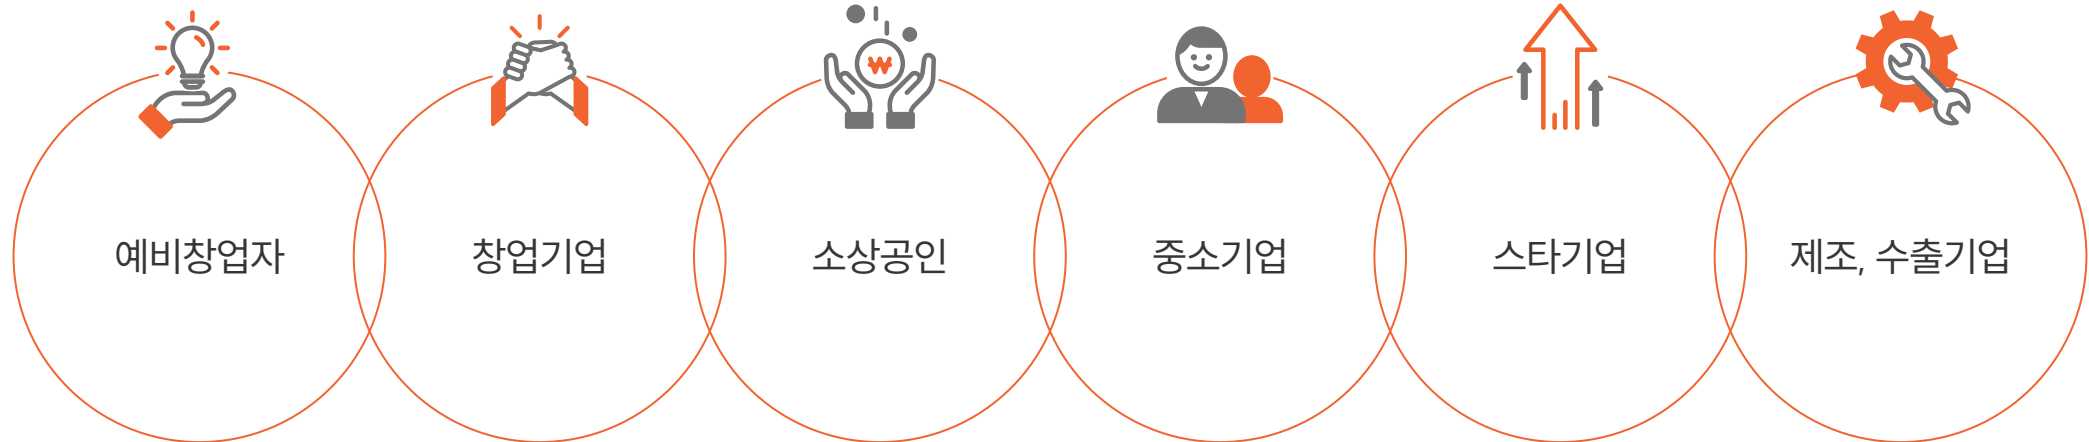 예비창업자
창업기업
소상공인
중소기업
스타기업
제조, 수출기업